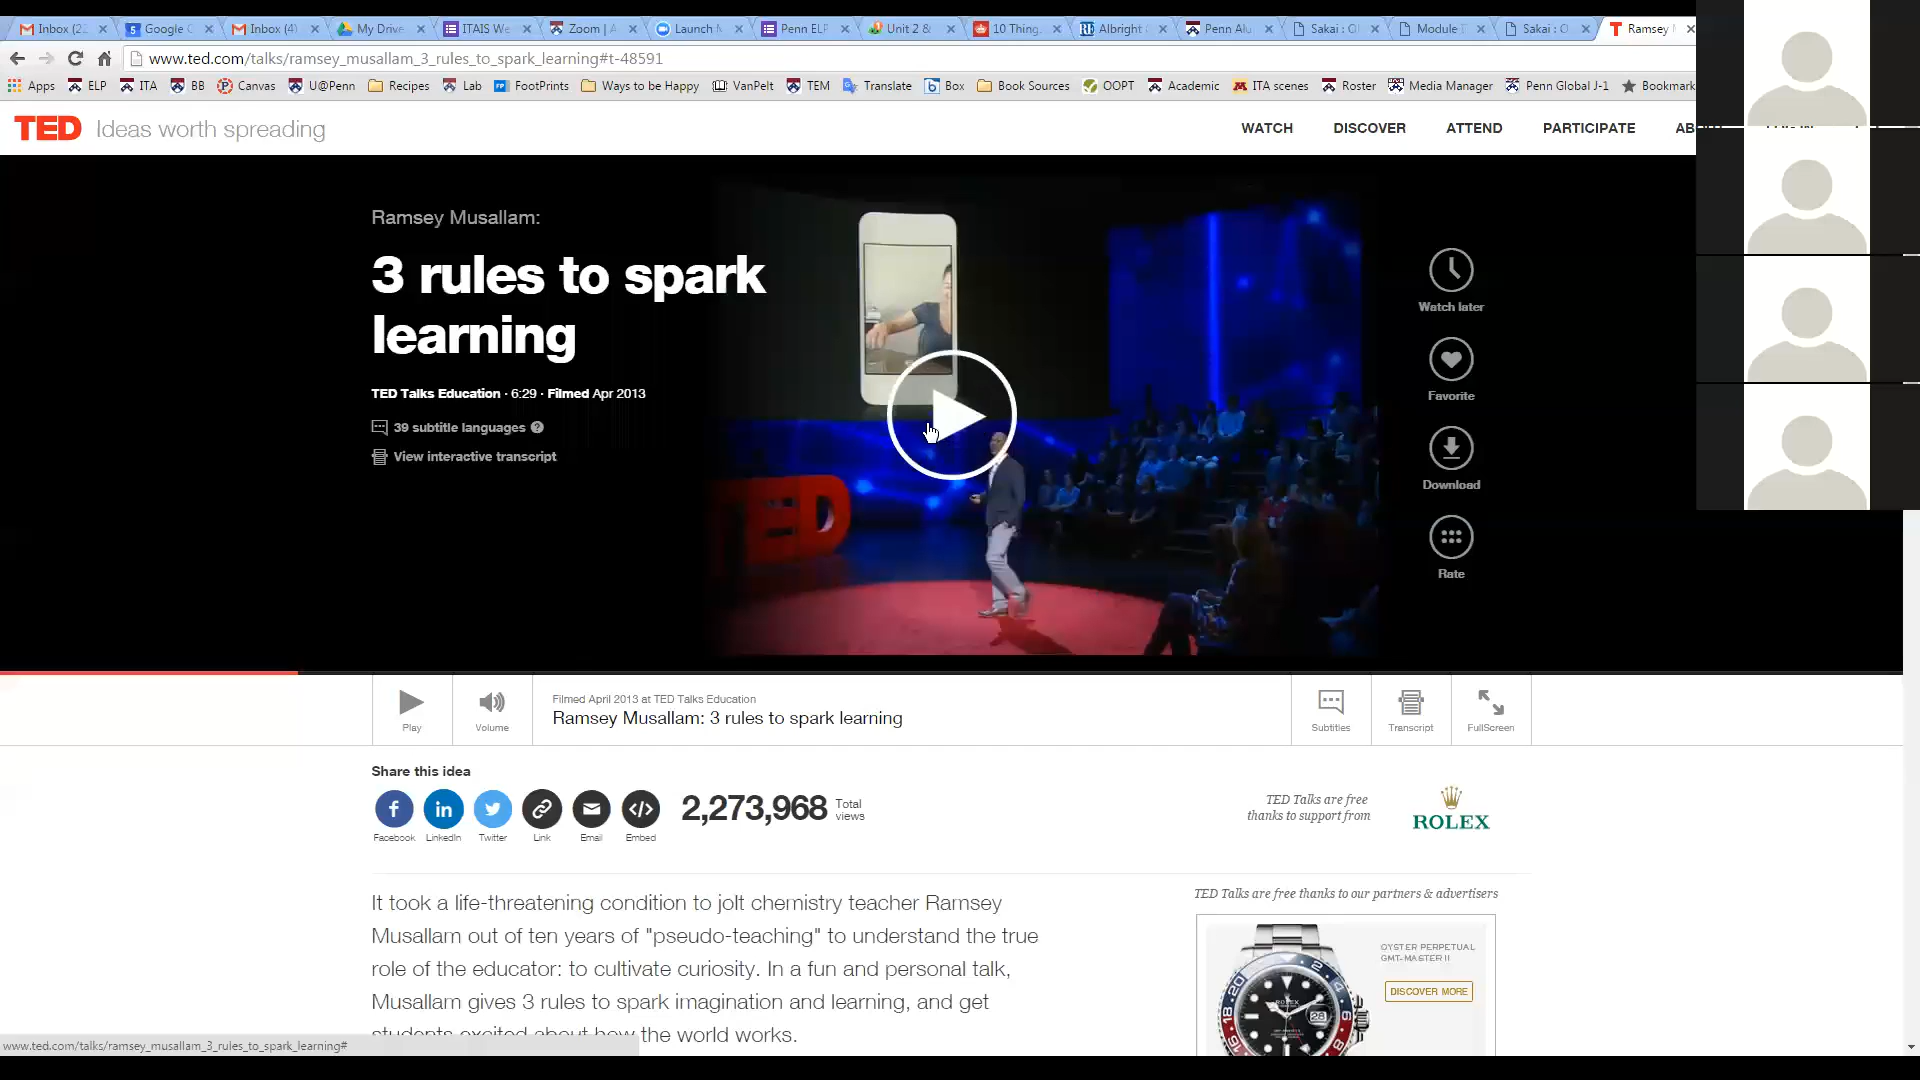 Inbox (2
Google C
Inbox (4)
My Drive
ITAIS We
Zoom | A
Launch
Penn ELP
Unit 2 &
10 Thing
Albright
Penn Alu
Sakai : O
Module
Sakai : O
Ramsey
www.ted.com/talks/ramsey_musallam_3_rules_to_spark_learning#t-48591
Apps
ELP
ITA
BB
Canvas
U@Penn
Recipes
Lab
FootPrints
Ways to be Happy
VanPelt
TEM
Translate
Box
Book Sources
OOPT
Academic
ITA scenes
Roster
Media Manager
Penn Global J-1
Bookmark
TED Ideas worth spreading
WATCH
DISCOVER
ATTEND
PARTICIPATE
Ramsey Musallam:
3 rules to spark
learning
TED Talks Education · 6:29 · Filmed Apr 2013
39 subtitle languages ?
View interactive transcript
TED
Watch later
Favorite
Download
Rate
Play
Volume
Filmed April 2013 at TED Talks Education
Ramsey Musallam: 3 rules to spark learning
Subtitles
Transcript
FullScreen
Share this idea
Facebook
LinkedIn
Twitter
Link
Email
Embed
2,273,968 Total views
TED Talks are free
thanks to support from
ROLEX
It took a life-threatening condition to jolt chemistry teacher Ramsey
Musallam out of ten years of "pseudo-teaching" to understand the true
role of the educator: to cultivate curiosity. In a fun and personal talk,
Musallam gives 3 rules to spark imagination and learning, and get
students excited about how the world works.
TED Talks are free thanks to our partners & advertisers
OYSTER PERPETUAL
GMT-MASTER II
DISCOVER MORE
www.ted.com/talks/ramsey_musallam_3_rules_to_spark_learning#